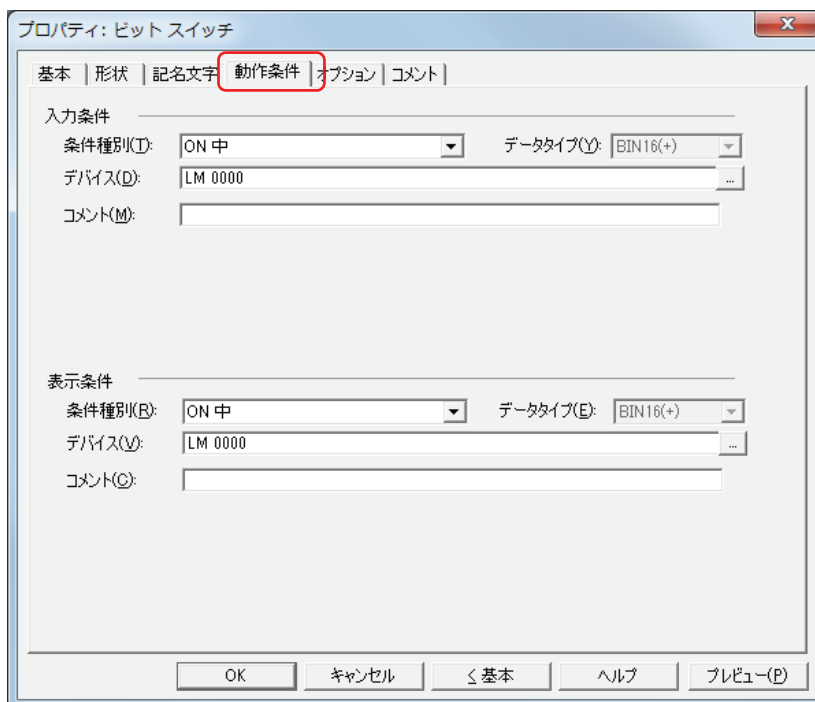 プロパティ: ビット スイッチ
基本 形状 記名文字 動作条件 オプション コメント
入力条件
条件種別(T): ON 中 データタイプ(Y): BIN16(+)
デバイス(D): LM 0000 ...
コメント(M):
表示条件
条件種別(R): ON 中 データタイプ(E): BIN16(+)
デバイス(V): LM 0000 ...
コメント(C):
OK キャンセル < 基本 ヘルプ プレビュー(P)